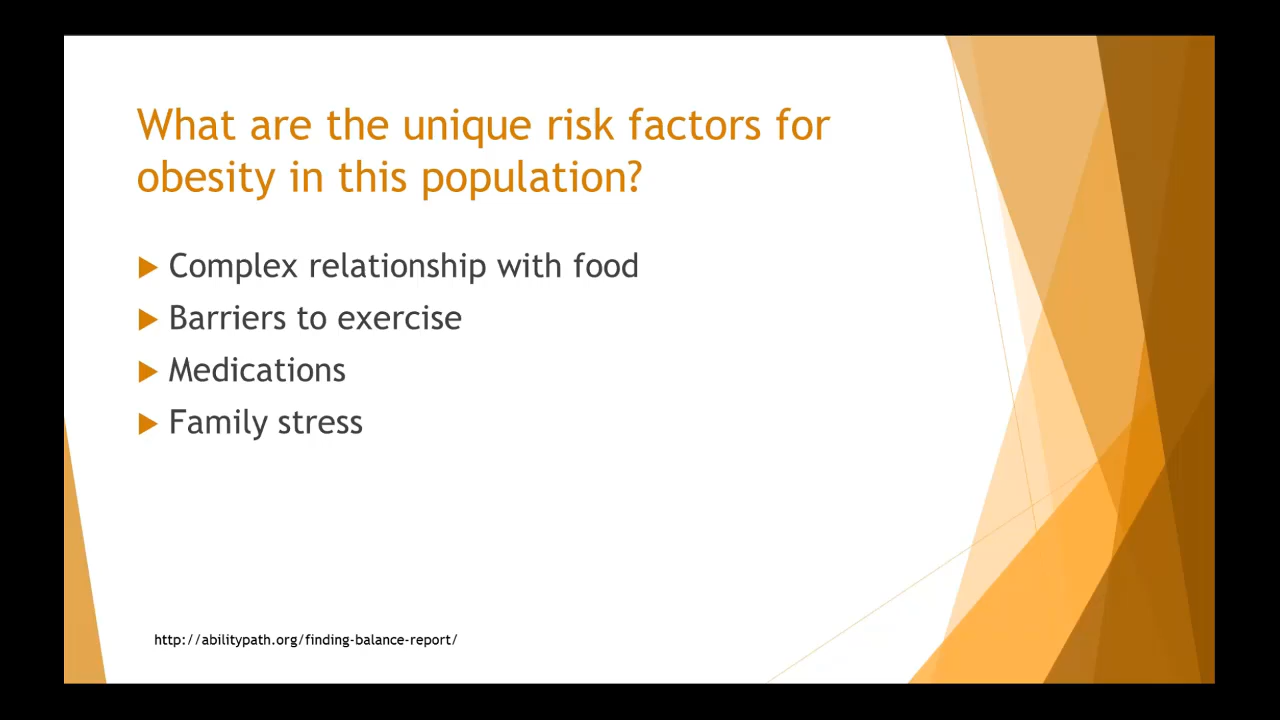 What are the unique risk factors for
obesity in this population?
Complex relationship with food
Barriers to exercise
Medications
Family stress
http://abilitypath.org/finding-balance-report/